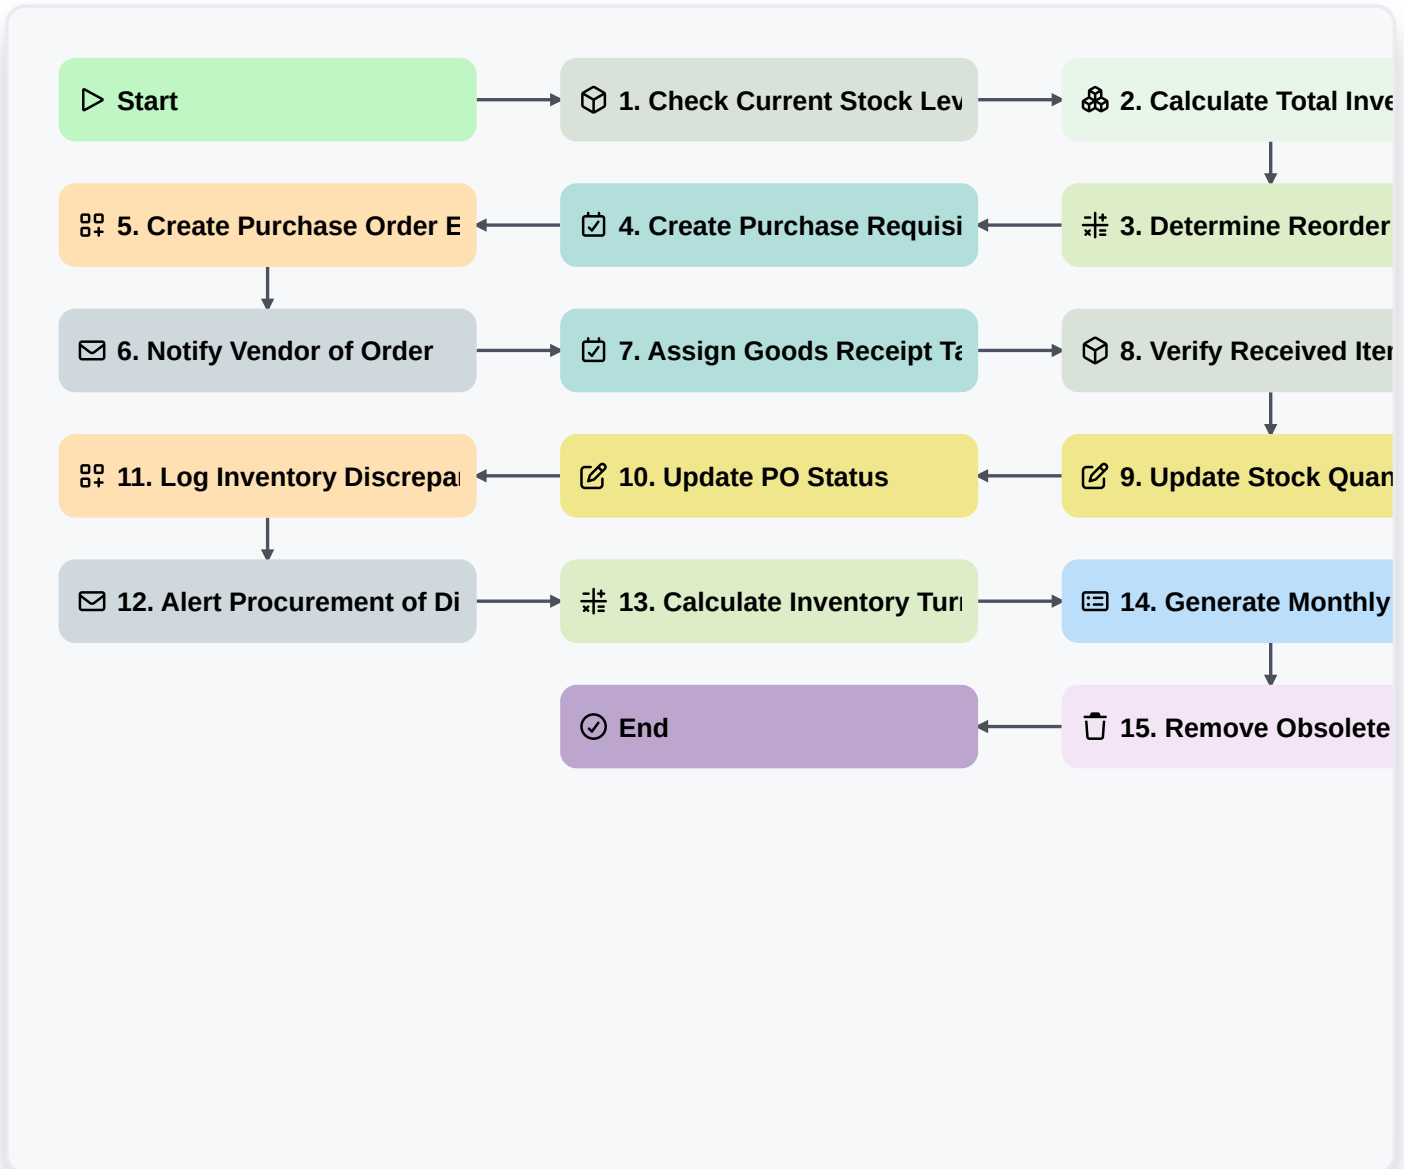 Start
1. Check Current Stock Lev
2. Calculate Total Inve
5. Create Purchase Order E
4. Create Purchase Requisi
3. Determine Reorder
6. Notify Vendor of Order
7. Assign Goods Receipt Ta
8. Verify Received Iter
11. Log Inventory Discrepar
10. Update PO Status
9. Update Stock Quan
12. Alert Procurement of Di
13. Calculate Inventory Turn
14. Generate Monthly
End
15. Remove Obsolete